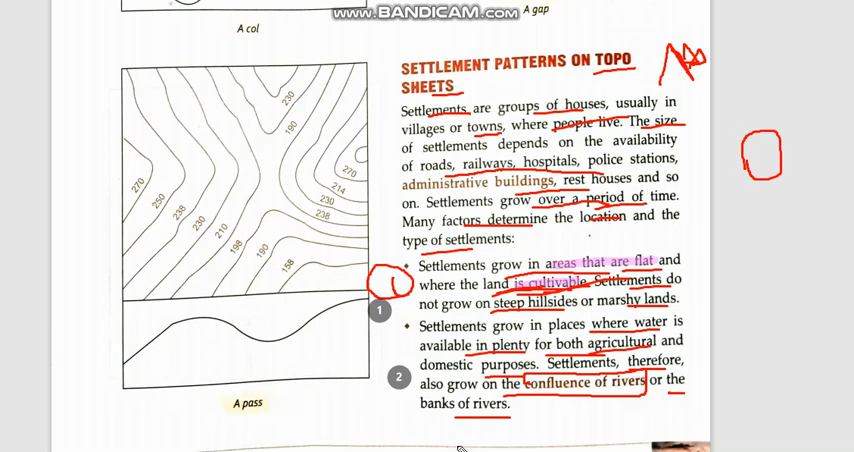 www.BANDICAM.com
A col
A gap
230
190
270
214
230
238
270
250
238
230
210
198
190
158
A pass
SETTLEMENT PATTERNS ON TOPO
SHEETS
Settlements are groups of houses, usually in
villages or towns, where people live. The size
of settlements depends on the availability
of roads, railways, hospitals, police stations,
administrative buildings, rest houses and so
on. Settlements grow over a period of time.
Many factors determine the location and the
type of settlements:
• Settlements grow in areas that are flat and
where the land is cultivable. Settlements do
not grow on steep hillsides or marshy lands.
1
• Settlements grow in places where water is
available in plenty for both agricultural and
domestic purposes. Settlements, therefore,
2
also grow on the confluence of rivers or the
banks of rivers.